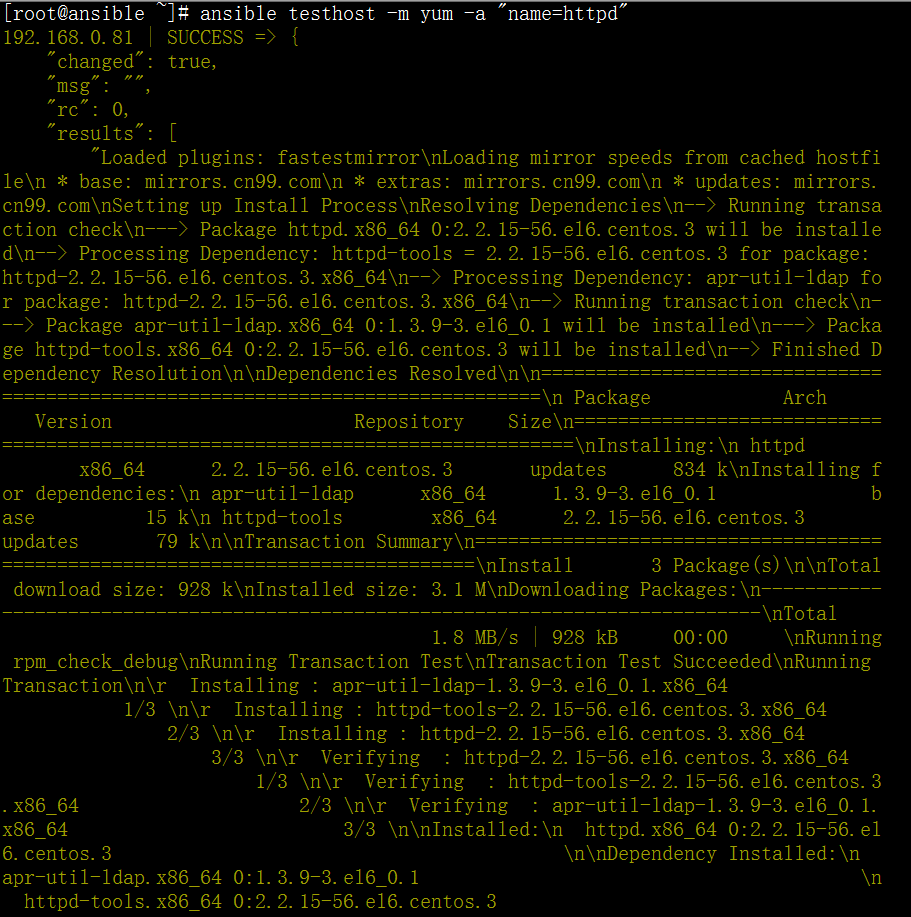 [root@ansible ~]# ansible testhost -m yum -a "name=httpd"
192.168.0.81 | SUCCESS => {
    "changed": true,
    "msg": "",
    "rc": 0,
    "results": [
        "Loaded plugins: fastestmirror\nLoading mirror speeds from cached hostfi
le\n * base: mirrors.cn99.com\n * extras: mirrors.cn99.com\n * updates: mirrors.
cn99.com\nSetting up Install Process\nResolving Dependencies\n--> Running transa
ction check\n---> Package httpd.x86_64 0:2.2.15-56.el6.centos.3 will be installe
d\n--> Processing Dependency: httpd-tools = 2.2.15-56.el6.centos.3 for package:
httpd-2.2.15-56.el6.centos.3.x86_64\n--> Processing Dependency: apr-util-ldap fo
r package: httpd-2.2.15-56.el6.centos.3.x86_64\n--> Running transaction check\n-
--> Package apr-util-ldap.x86_64 0:1.3.9-3.el6_0.1 will be installed\n---> Packa
ge httpd-tools.x86_64 0:2.2.15-56.el6.centos.3 will be installed\n--> Finished D
ependency Resolution\n\nDependencies Resolved\n\n===============================
=================================================\n Package            Arch
   Version                      Repository    Size\n============================
====================================================\nInstalling:\n httpd
       x86_64      2.2.15-56.el6.centos.3       updates      834 k\nInstalling f
or dependencies:\n apr-util-ldap      x86_64      1.3.9-3.el6_0.1              b
ase          15 k\n httpd-tools        x86_64      2.2.15-56.el6.centos.3
updates       79 k\n\nTransaction Summary\n=====================================
===========================================\nInstall       3 Package(s)\n\nTotal
 download size: 928 k\nInstalled size: 3.1 M\nDownloading Packages:\n-----------
---------------------------------------------------------------------\nTotal
                                       1.8 MB/s | 928 kB     00:00     \nRunning
 rpm_check_debug\nRunning Transaction Test\nTransaction Test Succeeded\nRunning
Transaction\n\r  Installing : apr-util-ldap-1.3.9-3.el6_0.1.x86_64
           1/3 \n\r  Installing : httpd-tools-2.2.15-56.el6.centos.3.x86_64
               2/3 \n\r  Installing : httpd-2.2.15-56.el6.centos.3.x86_64
                   3/3 \n\r  Verifying  : httpd-2.2.15-56.el6.centos.3.x86_64
                       1/3 \n\r  Verifying  : httpd-tools-2.2.15-56.el6.centos.3
.x86_64                    2/3 \n\r  Verifying  : apr-util-ldap-1.3.9-3.el6_0.1.
x86_64                         3/3 \n\nInstalled:\n  httpd.x86_64 0:2.2.15-56.el
6.centos.3                                         \n\nDependency Installed:\n
apr-util-ldap.x86_64 0:1.3.9-3.el6_0.1                                        \n
  httpd-tools.x86_64 0:2.2.15-56.el6.centos.3